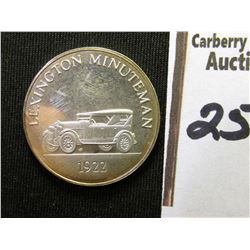 LEXINGTON MINUTEMAN
1922
Carberry
Aucti
25